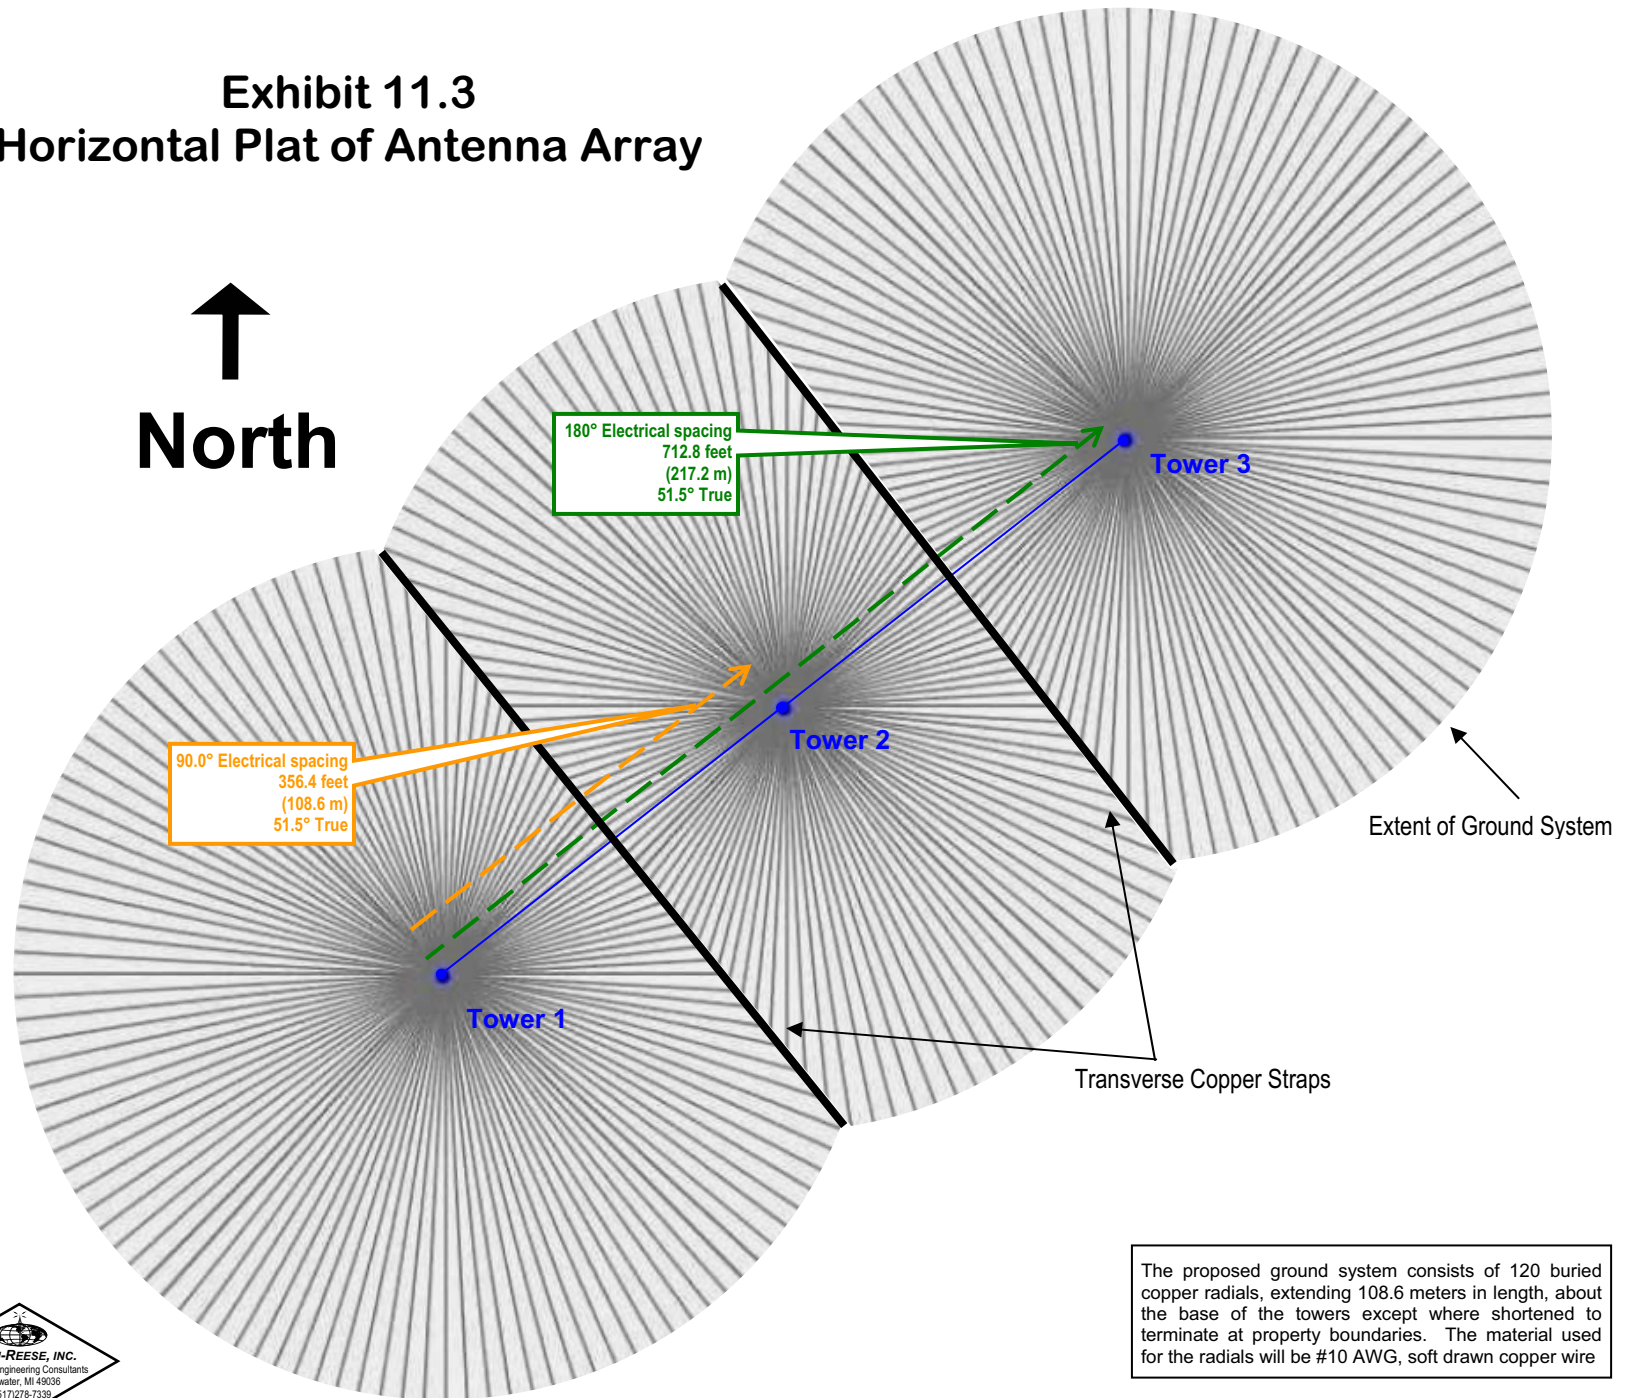 Exhibit 11.3
Horizontal Plat of Antenna Array
North
180° Electrical spacing
712.8 feet
(217.2 m)
51.5° True
Tower 3
Tower 2
90.0° Electrical spacing
356.4 feet
(108.6 m)
51.5° True
Extent of Ground System
Tower 1
Transverse Copper Straps
The proposed ground system consists of 120 buried
copper radials, extending 108.6 meters in length, about
the base of the towers except where shortened to
terminate at property boundaries. The material used
for the radials will be #10 AWG, soft drawn copper wire
-REESE, INC.
ngineering Consultants
water, MI 49036
517)278-7339